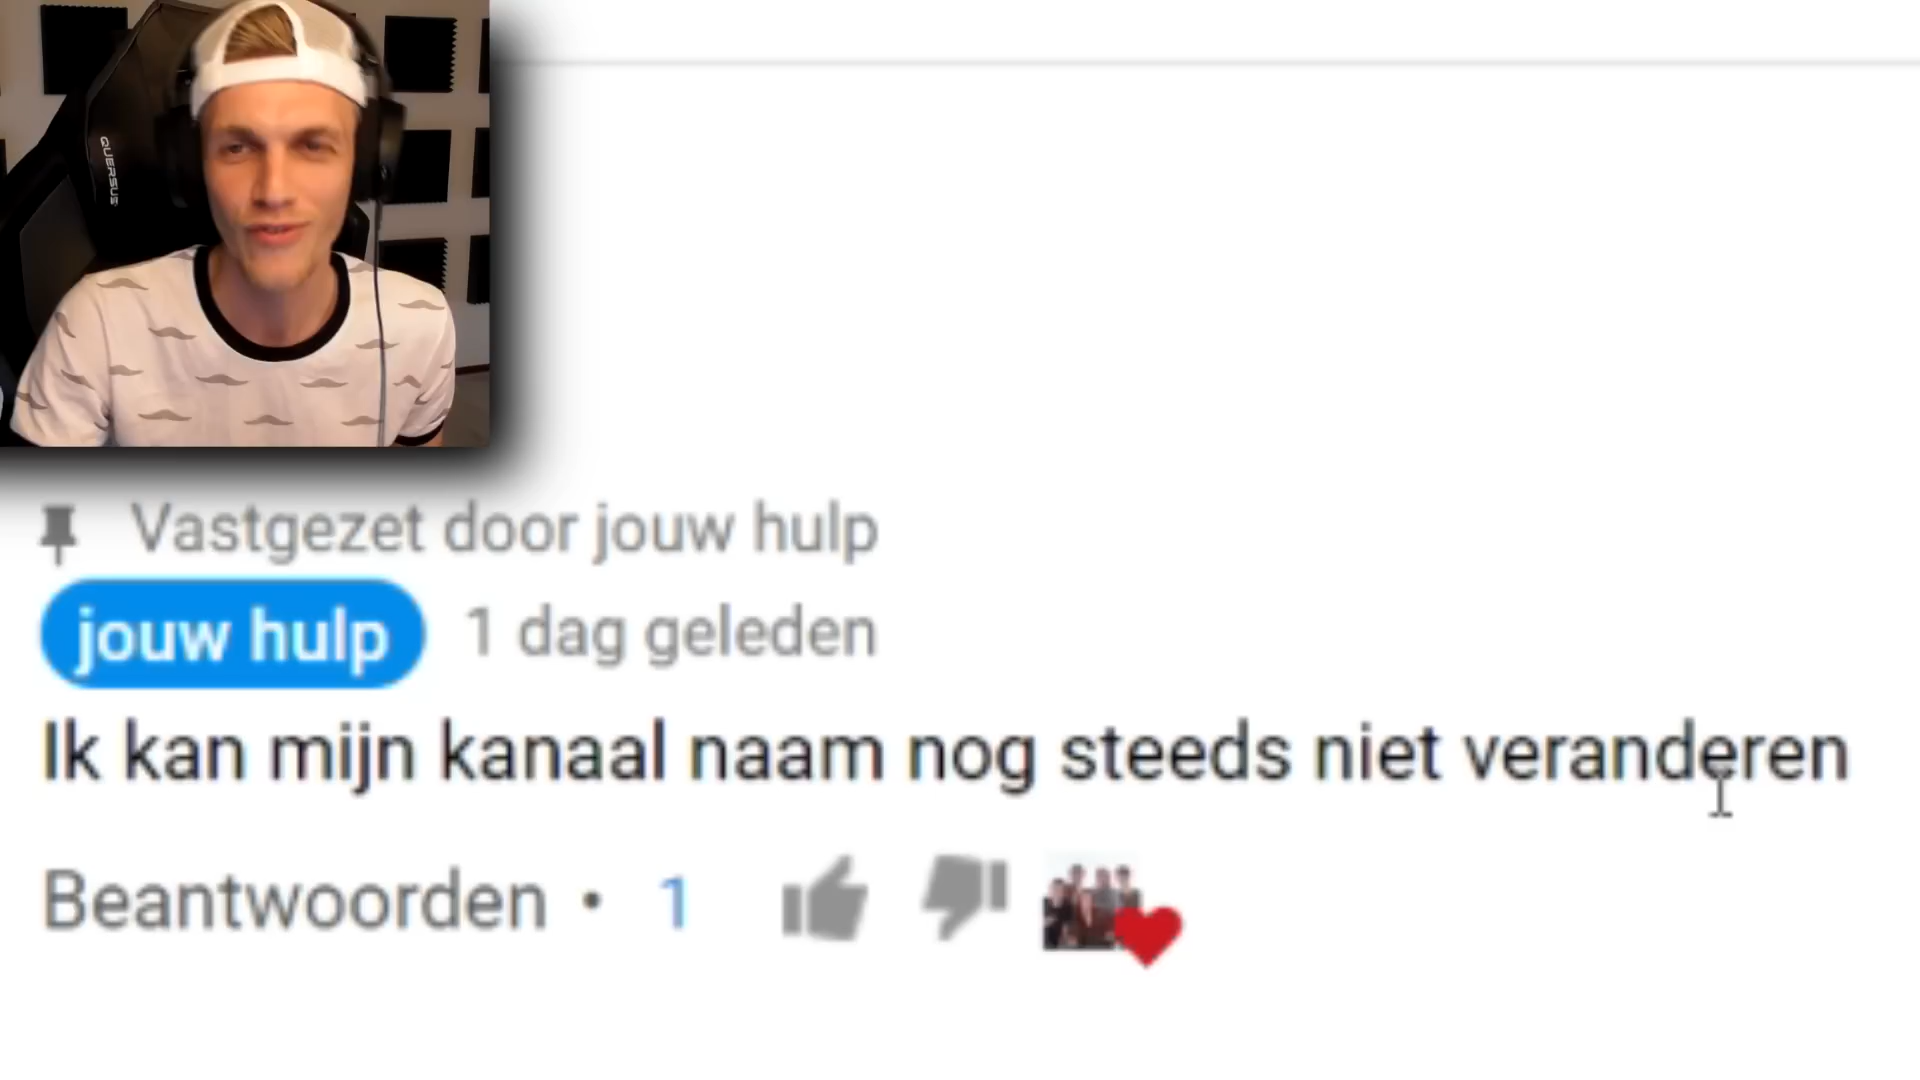 QUERSUS
Vastgezet door jouw hulp
jouw hulp 1 dag geleden
Ik kan mijn kanaal naam nog steeds niet veranderen
Beantwoorden • 1